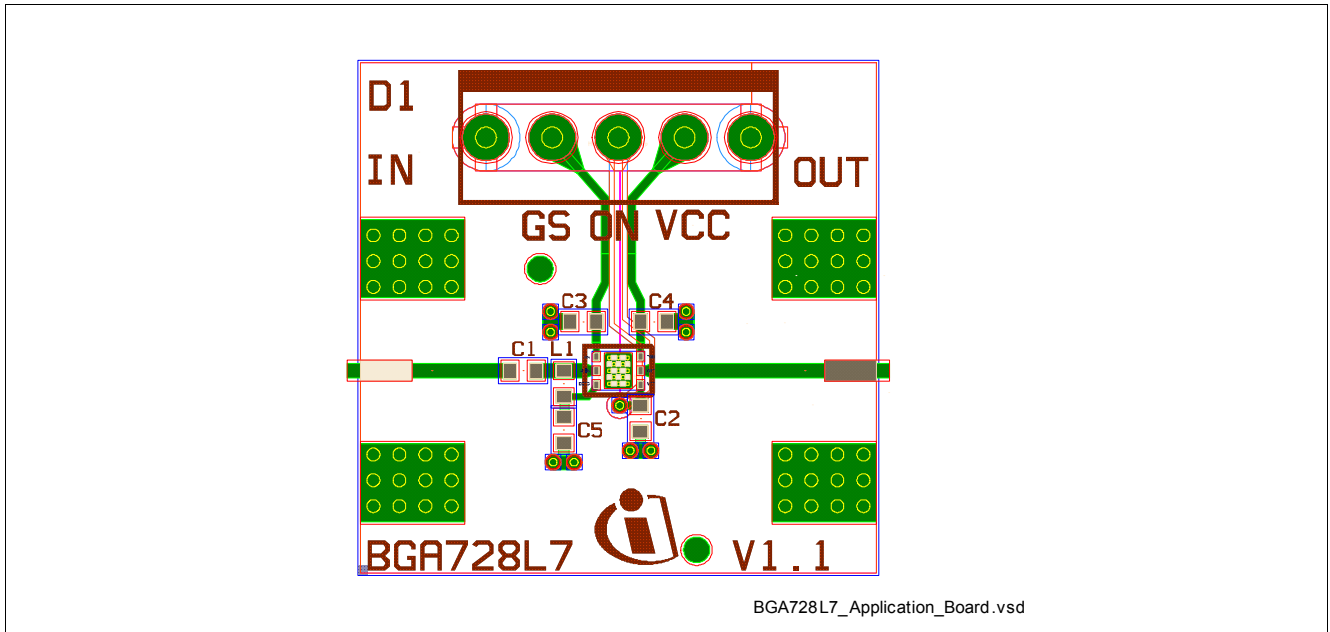 D1
IN
OUT
GS ON VCC
C3
C4
C1 L1
C2
C5
BGA728L7
V1.1
BGA728L7_Application_Board.vsd